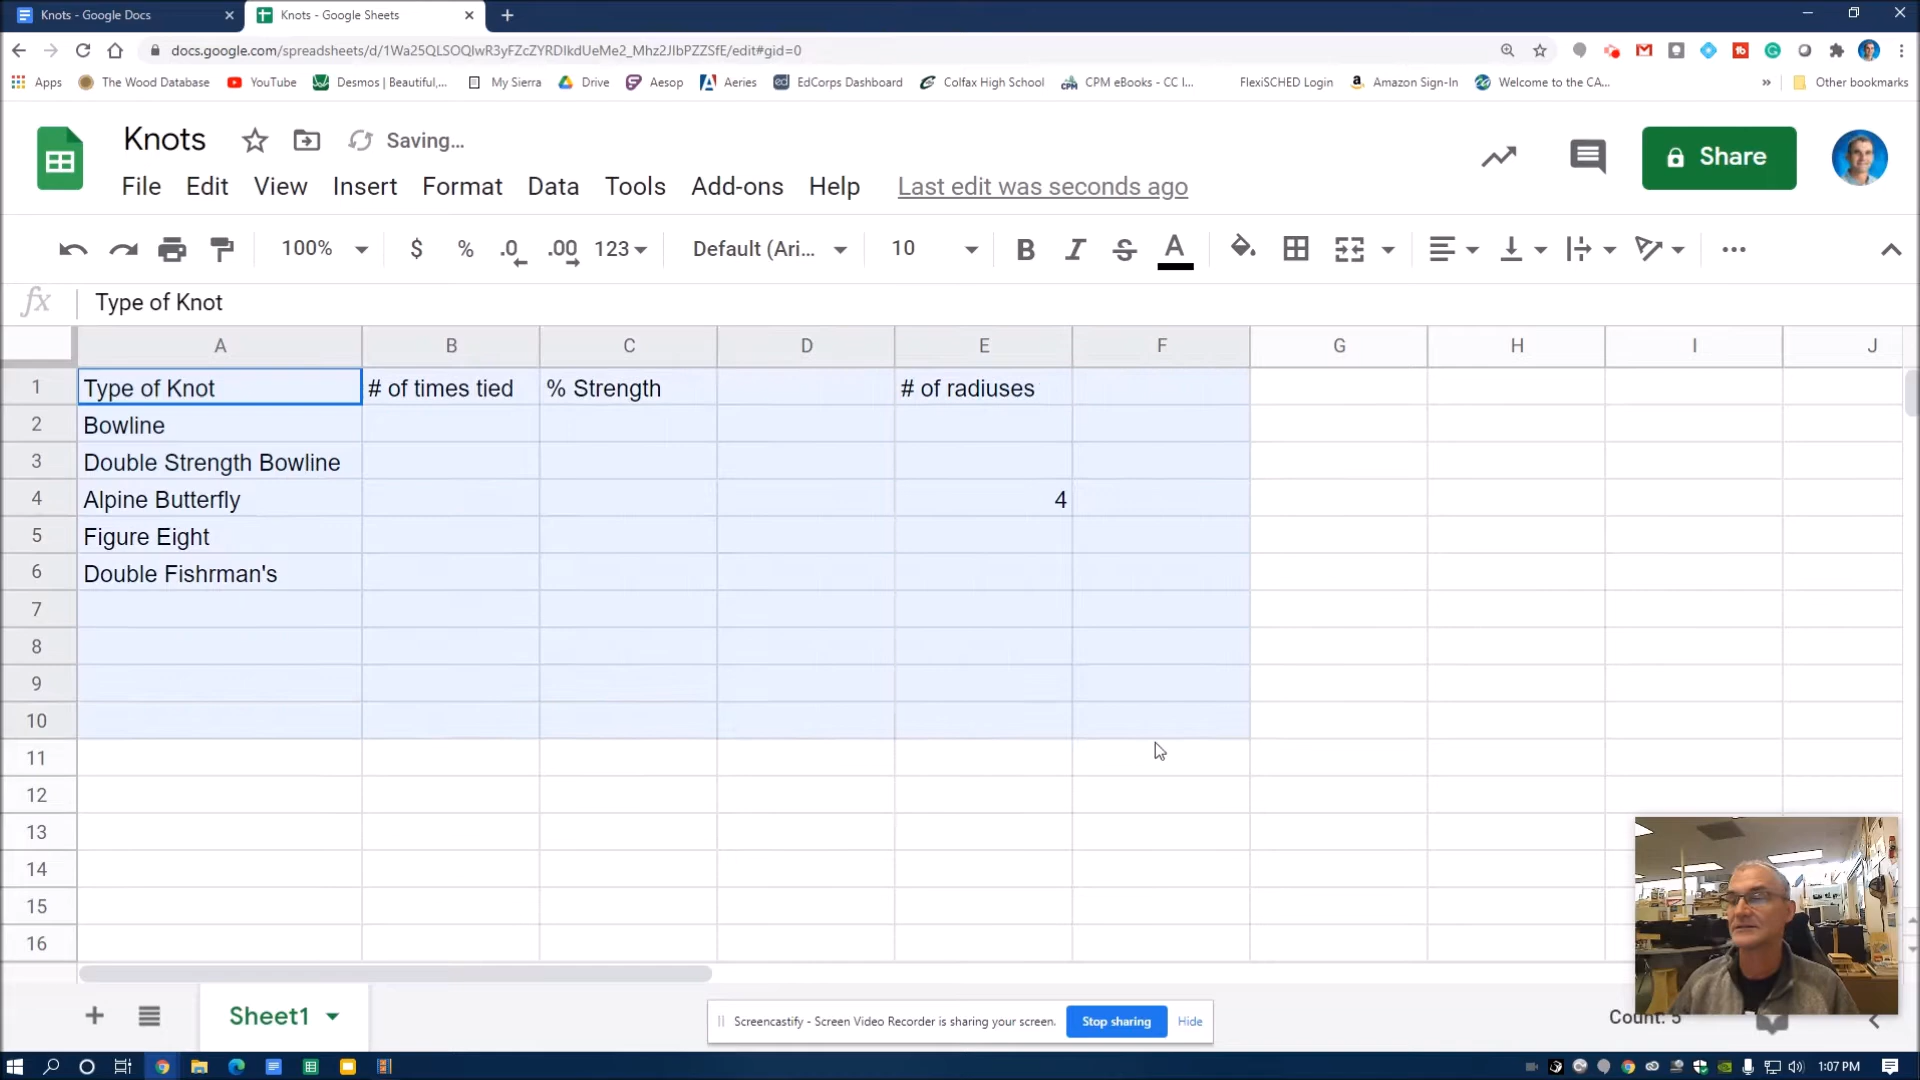 Knots - Google Docs
Knots - Google Sheets
docs.google.com/spreadsheets/d/1Wa25QLSOQIwR3yFZcZYRDIkdUeMe2_Mhz2JIbPZZSfE/edit#gid=0
Apps The Wood Database YouTube Desmos | Beautiful,... My Sierra Drive Aesop Aeries EdCorps Dashboard Colfax High School CPM eBooks - CC I... FlexiSCHED Login Amazon Sign-In Welcome to the CA... » Other bookmarks
Knots Saving...
Share
File Edit View Insert Format Data Tools Add-ons Help Last edit was seconds ago
100% $ % .0 .00 123 Default (Ari... 10 B I S A
fx Type of Knot
A B C D E F G H I J
1 Type of Knot # of times tied % Strength # of radiuses
2 Bowline
3 Double Strength Bowline
4 Alpine Butterfly 4
5 Figure Eight
6 Double Fishrman's
7
8
9
10
11
12
13
14
15
16
Sheet1
Screencastify - Screen Video Recorder is sharing your screen. Stop sharing Hide
Count: 5
1:07 PM